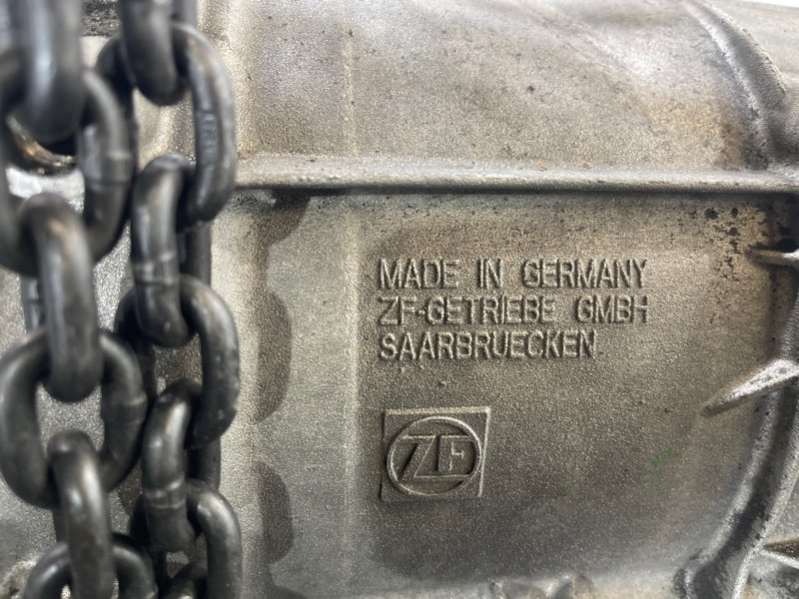 MADE IN GERMANY
ZF-GETRIEBE GMBH
SAARBRUECKEN
ZF